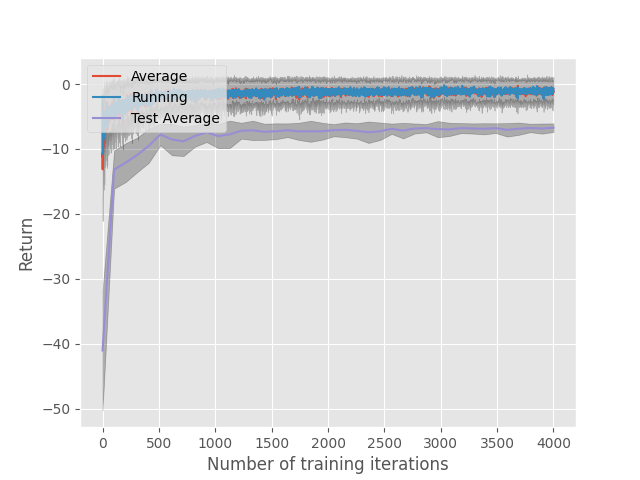 Average
Running
Test Average
0
−10
−20
−30
−40
−50
Return
0 500 1000 1500 2000 2500 3000 3500 4000
Number of training iterations